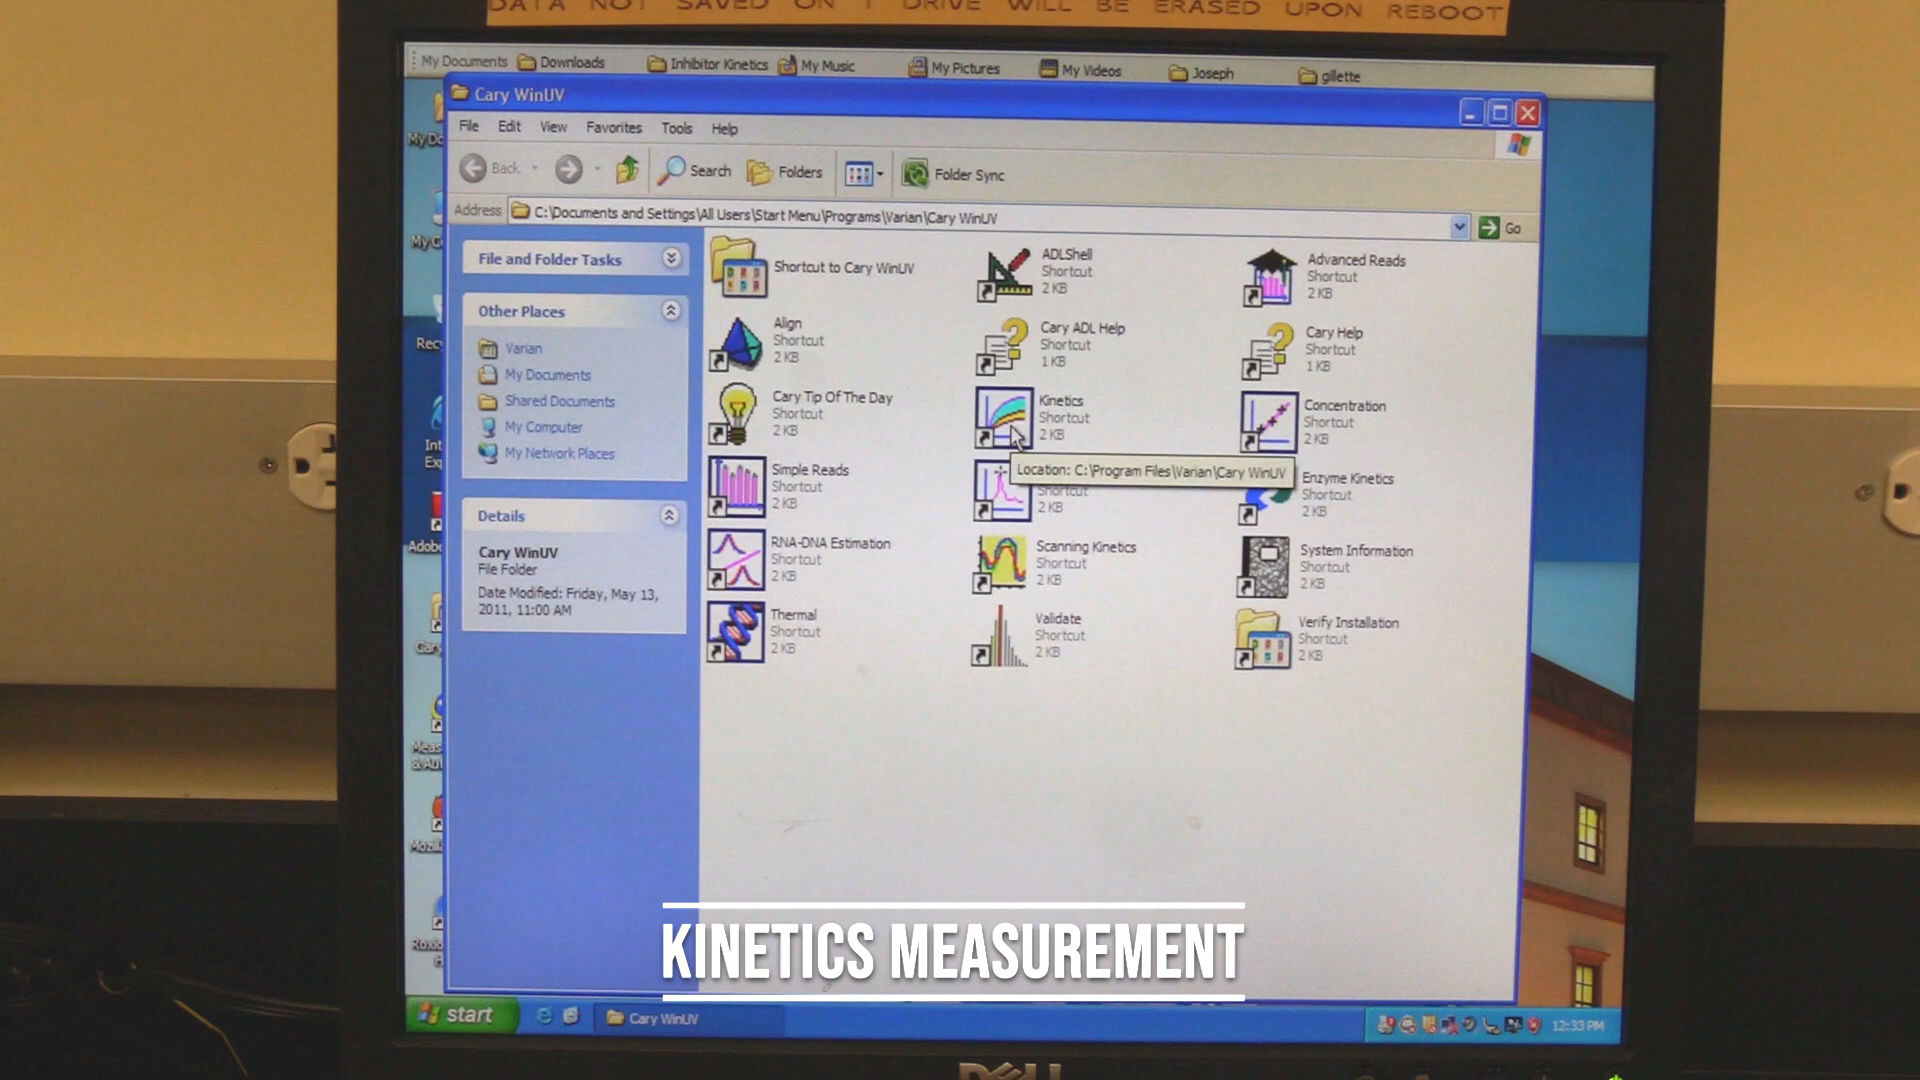 DATA NOT SAVED ON T DRIVE WILL BE ERASED UPON REBOOT
My Documents Downloads Inhibitor Kinetics My Music My Pictures My Videos Joseph gillette
Cary WinUV
File Edit View Favorites Tools Help
Back Search Folders Folder Sync
Address C:\Documents and Settings\All Users\Start Menu\Programs\Varian\Cary WinUV Go
File and Folder Tasks
Other Places
Varian
My Documents
Shared Documents
My Computer
My Network Places
Details
Cary WinUV
File Folder
Date Modified: Friday, May 13,
2011, 11:00 AM
Shortcut to Cary WinUV
ADLShell
Shortcut
2 KB
Advanced Reads
Shortcut
2 KB
Align
Shortcut
2 KB
Cary ADL Help
Shortcut
1 KB
Cary Help
Shortcut
1 KB
Cary Tip Of The Day
Shortcut
2 KB
Kinetics
Shortcut
2 KB
Concentration
Shortcut
2 KB
Simple Reads
Shortcut
2 KB
Location: C:\Program Files\Varian\Cary WinUV
Shortcut
2 KB
Enzyme Kinetics
Shortcut
2 KB
RNA-DNA Estimation
Shortcut
2 KB
Scanning Kinetics
Shortcut
2 KB
System Information
Shortcut
2 KB
Thermal
Shortcut
2 KB
Validate
Shortcut
2 KB
Verify Installation
Shortcut
2 KB
KINETICS MEASUREMENT
start Cary WinUV 12:33 PM
DELL